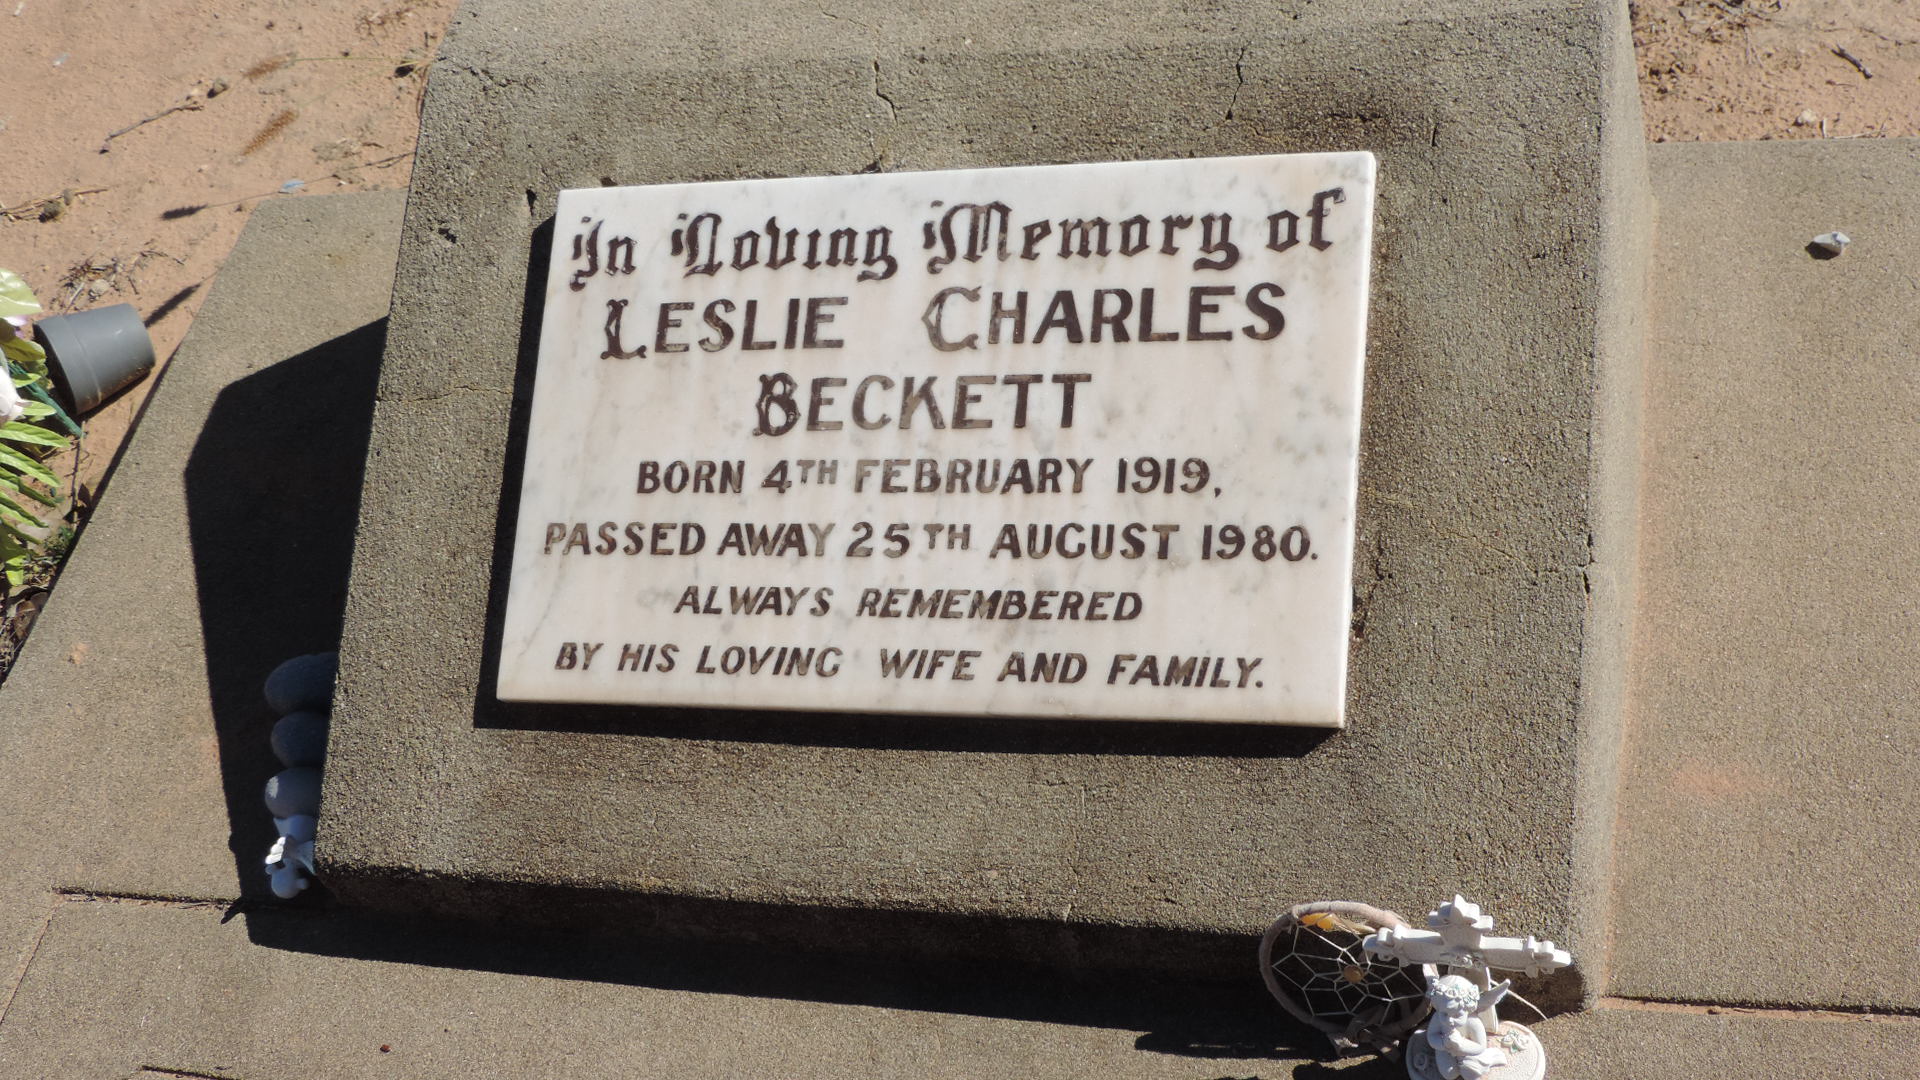 In Loving Memory of
LESLIE CHARLES
BECKETT
BORN 4TH FEBRUARY 1919,
PASSED AWAY 25TH AUGUST 1980.
ALWAYS REMEMBERED
BY HIS LOVING WIFE AND FAMILY.